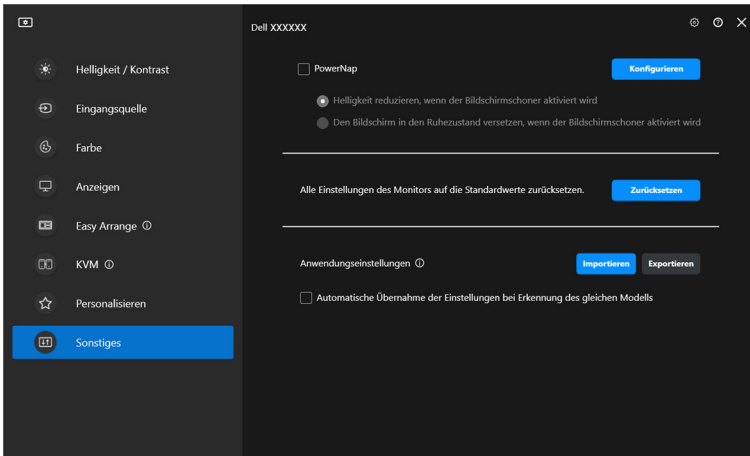 Dell XXXXXX
Helligkeit / Kontrast
Eingangsquelle
Farbe
Anzeigen
Easy Arrange
KVM
Personalisieren
Sonstiges
PowerNap
Konfigurieren
Helligkeit reduzieren, wenn der Bildschirmschoner aktiviert wird
Den Bildschirm in den Ruhezustand versetzen, wenn der Bildschirmschoner aktiviert wird
Alle Einstellungen des Monitors auf die Standardwerte zurücksetzen.
Zurücksetzen
Anwendungseinstellungen
Importieren
Exportieren
Automatische Übernahme der Einstellungen bei Erkennung des gleichen Modells